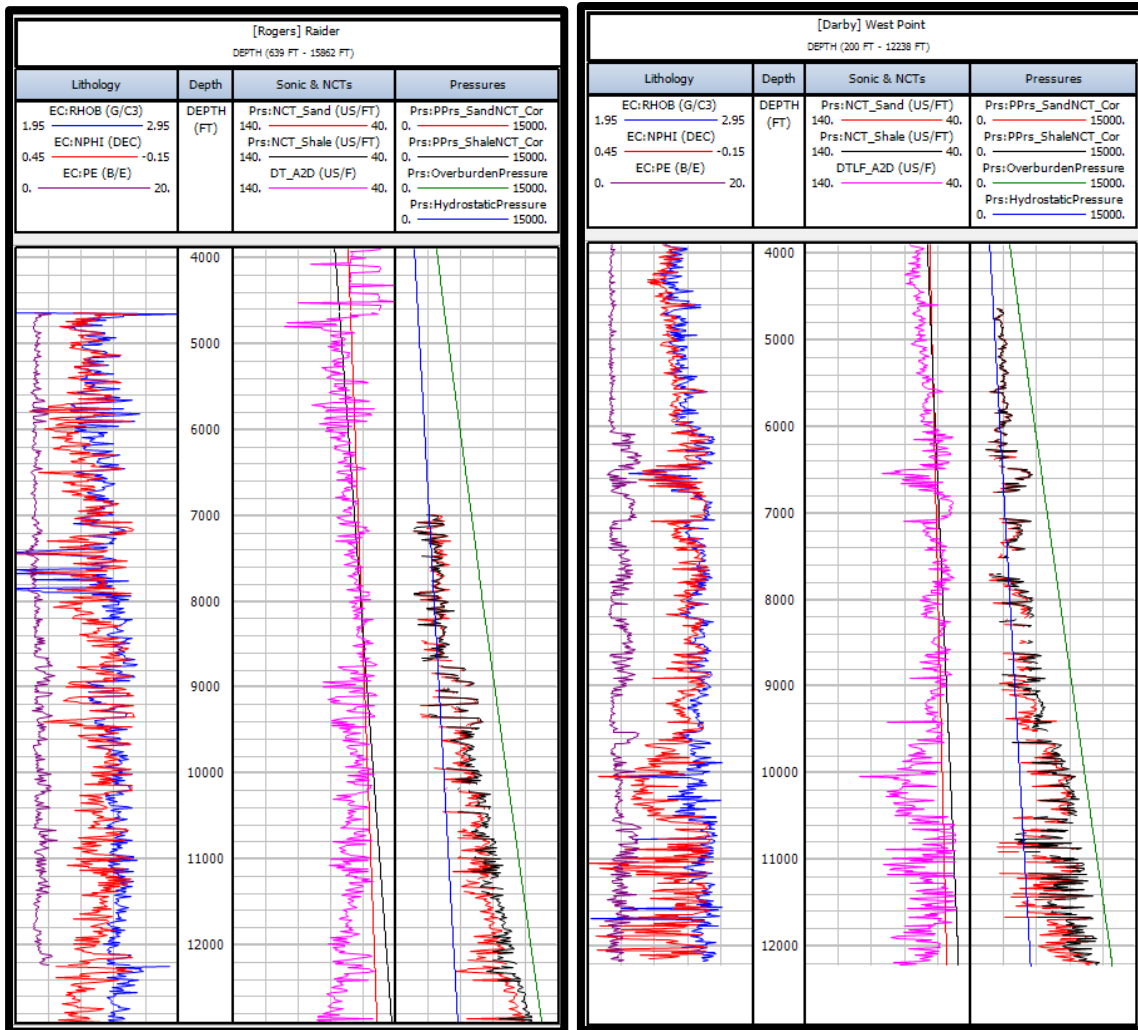 [Rogers] Raider
DEPTH (639 FT - 15862 FT)
Lithology Depth Sonic & NCTs Pressures
EC:RHOB (G/C3) DEPTH Prs:NCT_Sand (US/FT) Prs:PPrs_SandNCT_Cor
1.95 2.95 (FT) 140. 40. 0. 15000.
EC:NPHI (DEC) Prs:NCT_Shale (US/FT) Prs:PPrs_ShaleNCT_Cor
0.45 -0.15 140. 40. 0. 15000.
EC:PE (B/E) DT_A2D (US/F) Prs:OverburdenPressure
0. 20. 140. 40. 0. 15000.
Prs:HydrostaticPressure
0. 15000.
4000
5000
6000
7000
8000
9000
10000
11000
12000
[Darby] West Point
DEPTH (200 FT - 12238 FT)
Lithology Depth Sonic & NCTs Pressures
EC:RHOB (G/C3) DEPTH Prs:NCT_Sand (US/FT) Prs:PPrs_SandNCT_Cor
1.95 2.95 (FT) 140. 40. 0. 15000.
EC:NPHI (DEC) Prs:NCT_Shale (US/FT) Prs:PPrs_ShaleNCT_Cor
0.45 -0.15 140. 40. 0. 15000.
EC:PE (B/E) DTLF_A2D (US/F) Prs:OverburdenPressure
0. 20. 140. 40. 0. 15000.
Prs:HydrostaticPressure
0. 15000.
4000
5000
6000
7000
8000
9000
10000
11000
12000